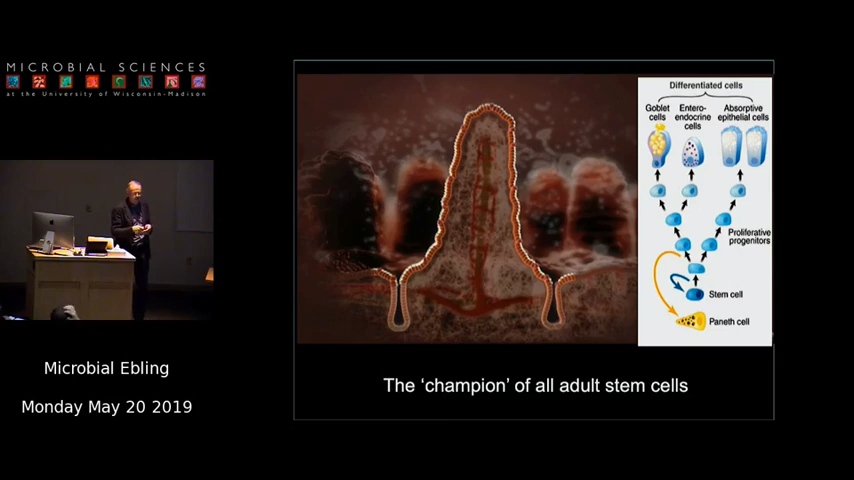 MICROBIAL SCIENCES
at the University of Wisconsin-Madison
Microbial Ebling
Monday May 20 2019
Differentiated cells
Goblet
cells
Entero-
endocrine
cells
Absorptive
epithelial cells
Proliferative
progenitors
Stem cell
Paneth cell
The ‘champion’ of all adult stem cells